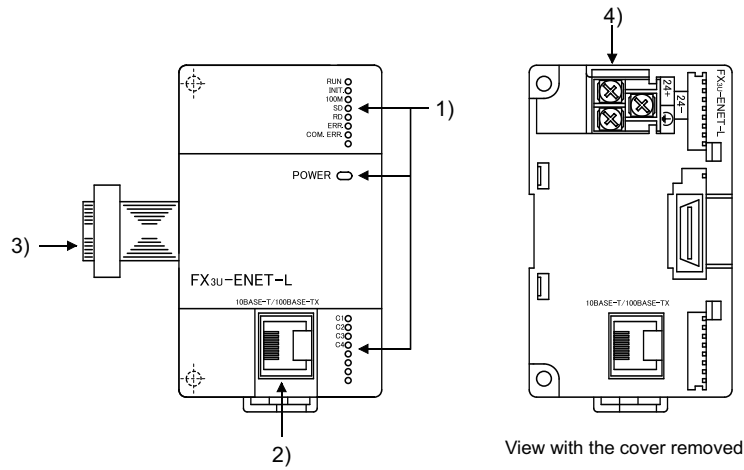 4)
RUN
INIT.
100M
SD
RD
ERR.
COM. ERR.
1)
POWER
3)
FX3U-ENET-L
10BASE-T/100BASE-TX
C1
C2
C3
C4
2)
24+
24-
FX3U-ENET-L
10BASE-T/100BASE-TX
View with the cover removed